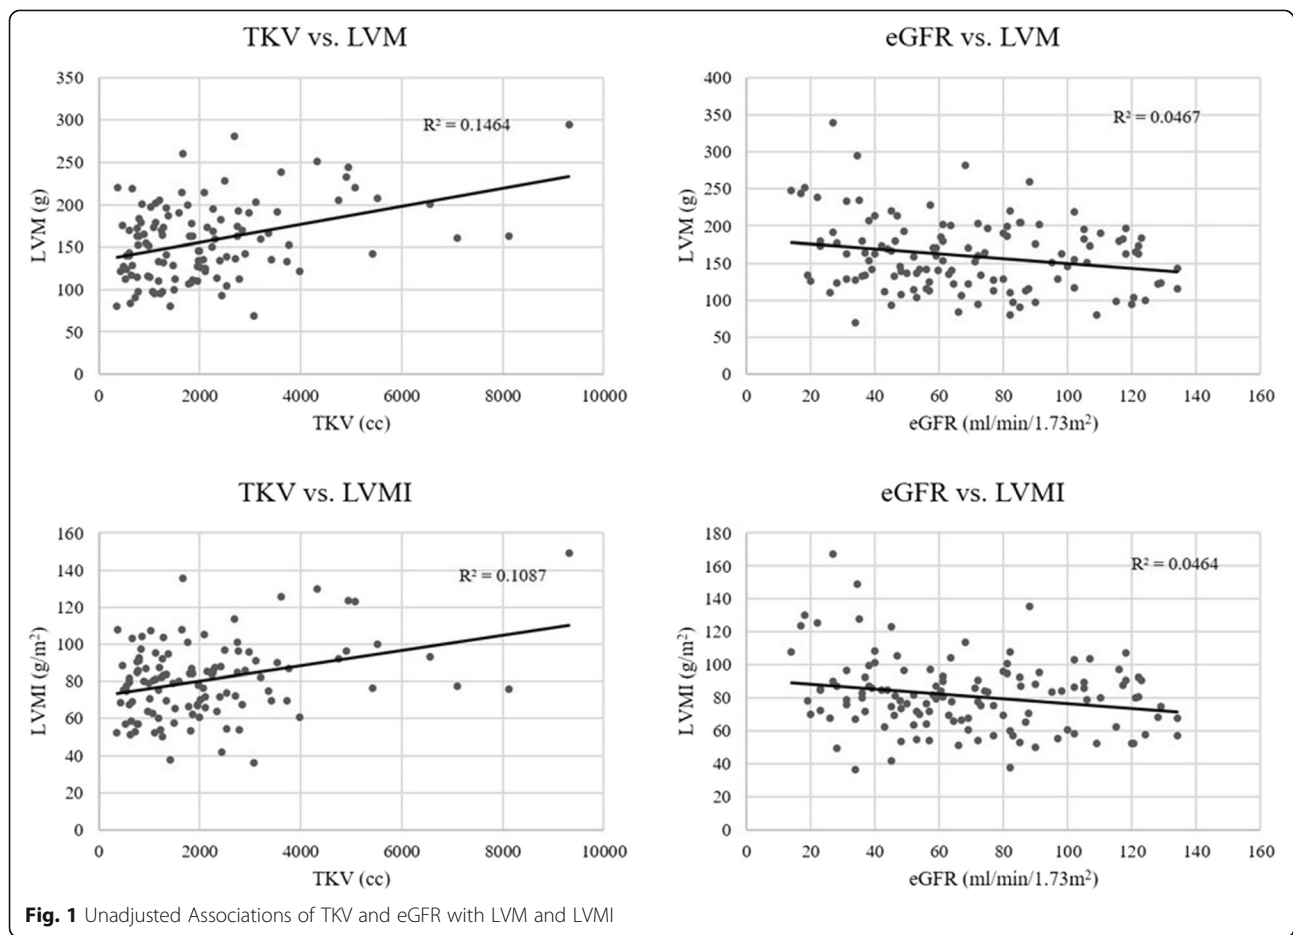 TKV vs. LVM
350
300
250
200
150
100
50
0
LVM (g)
R² = 0.1464
0 2000 4000 6000 8000 10000
TKV (cc)
eGFR vs. LVM
400
350
300
250
200
150
100
50
0
LVM (g)
R² = 0.0467
0 20 40 60 80 100 120 140 160
eGFR (ml/min/1.73m²)
TKV vs. LVMI
160
140
120
100
80
60
40
20
0
LVMI (g/m²)
R² = 0.1087
0 2000 4000 6000 8000 10000
TKV (cc)
eGFR vs. LVMI
180
160
140
120
100
80
60
40
20
0
LVMI (g/m²)
R² = 0.0464
0 20 40 60 80 100 120 140 160
eGFR (ml/min/1.73m²)
Fig. 1 Unadjusted Associations of TKV and eGFR with LVM and LVMI